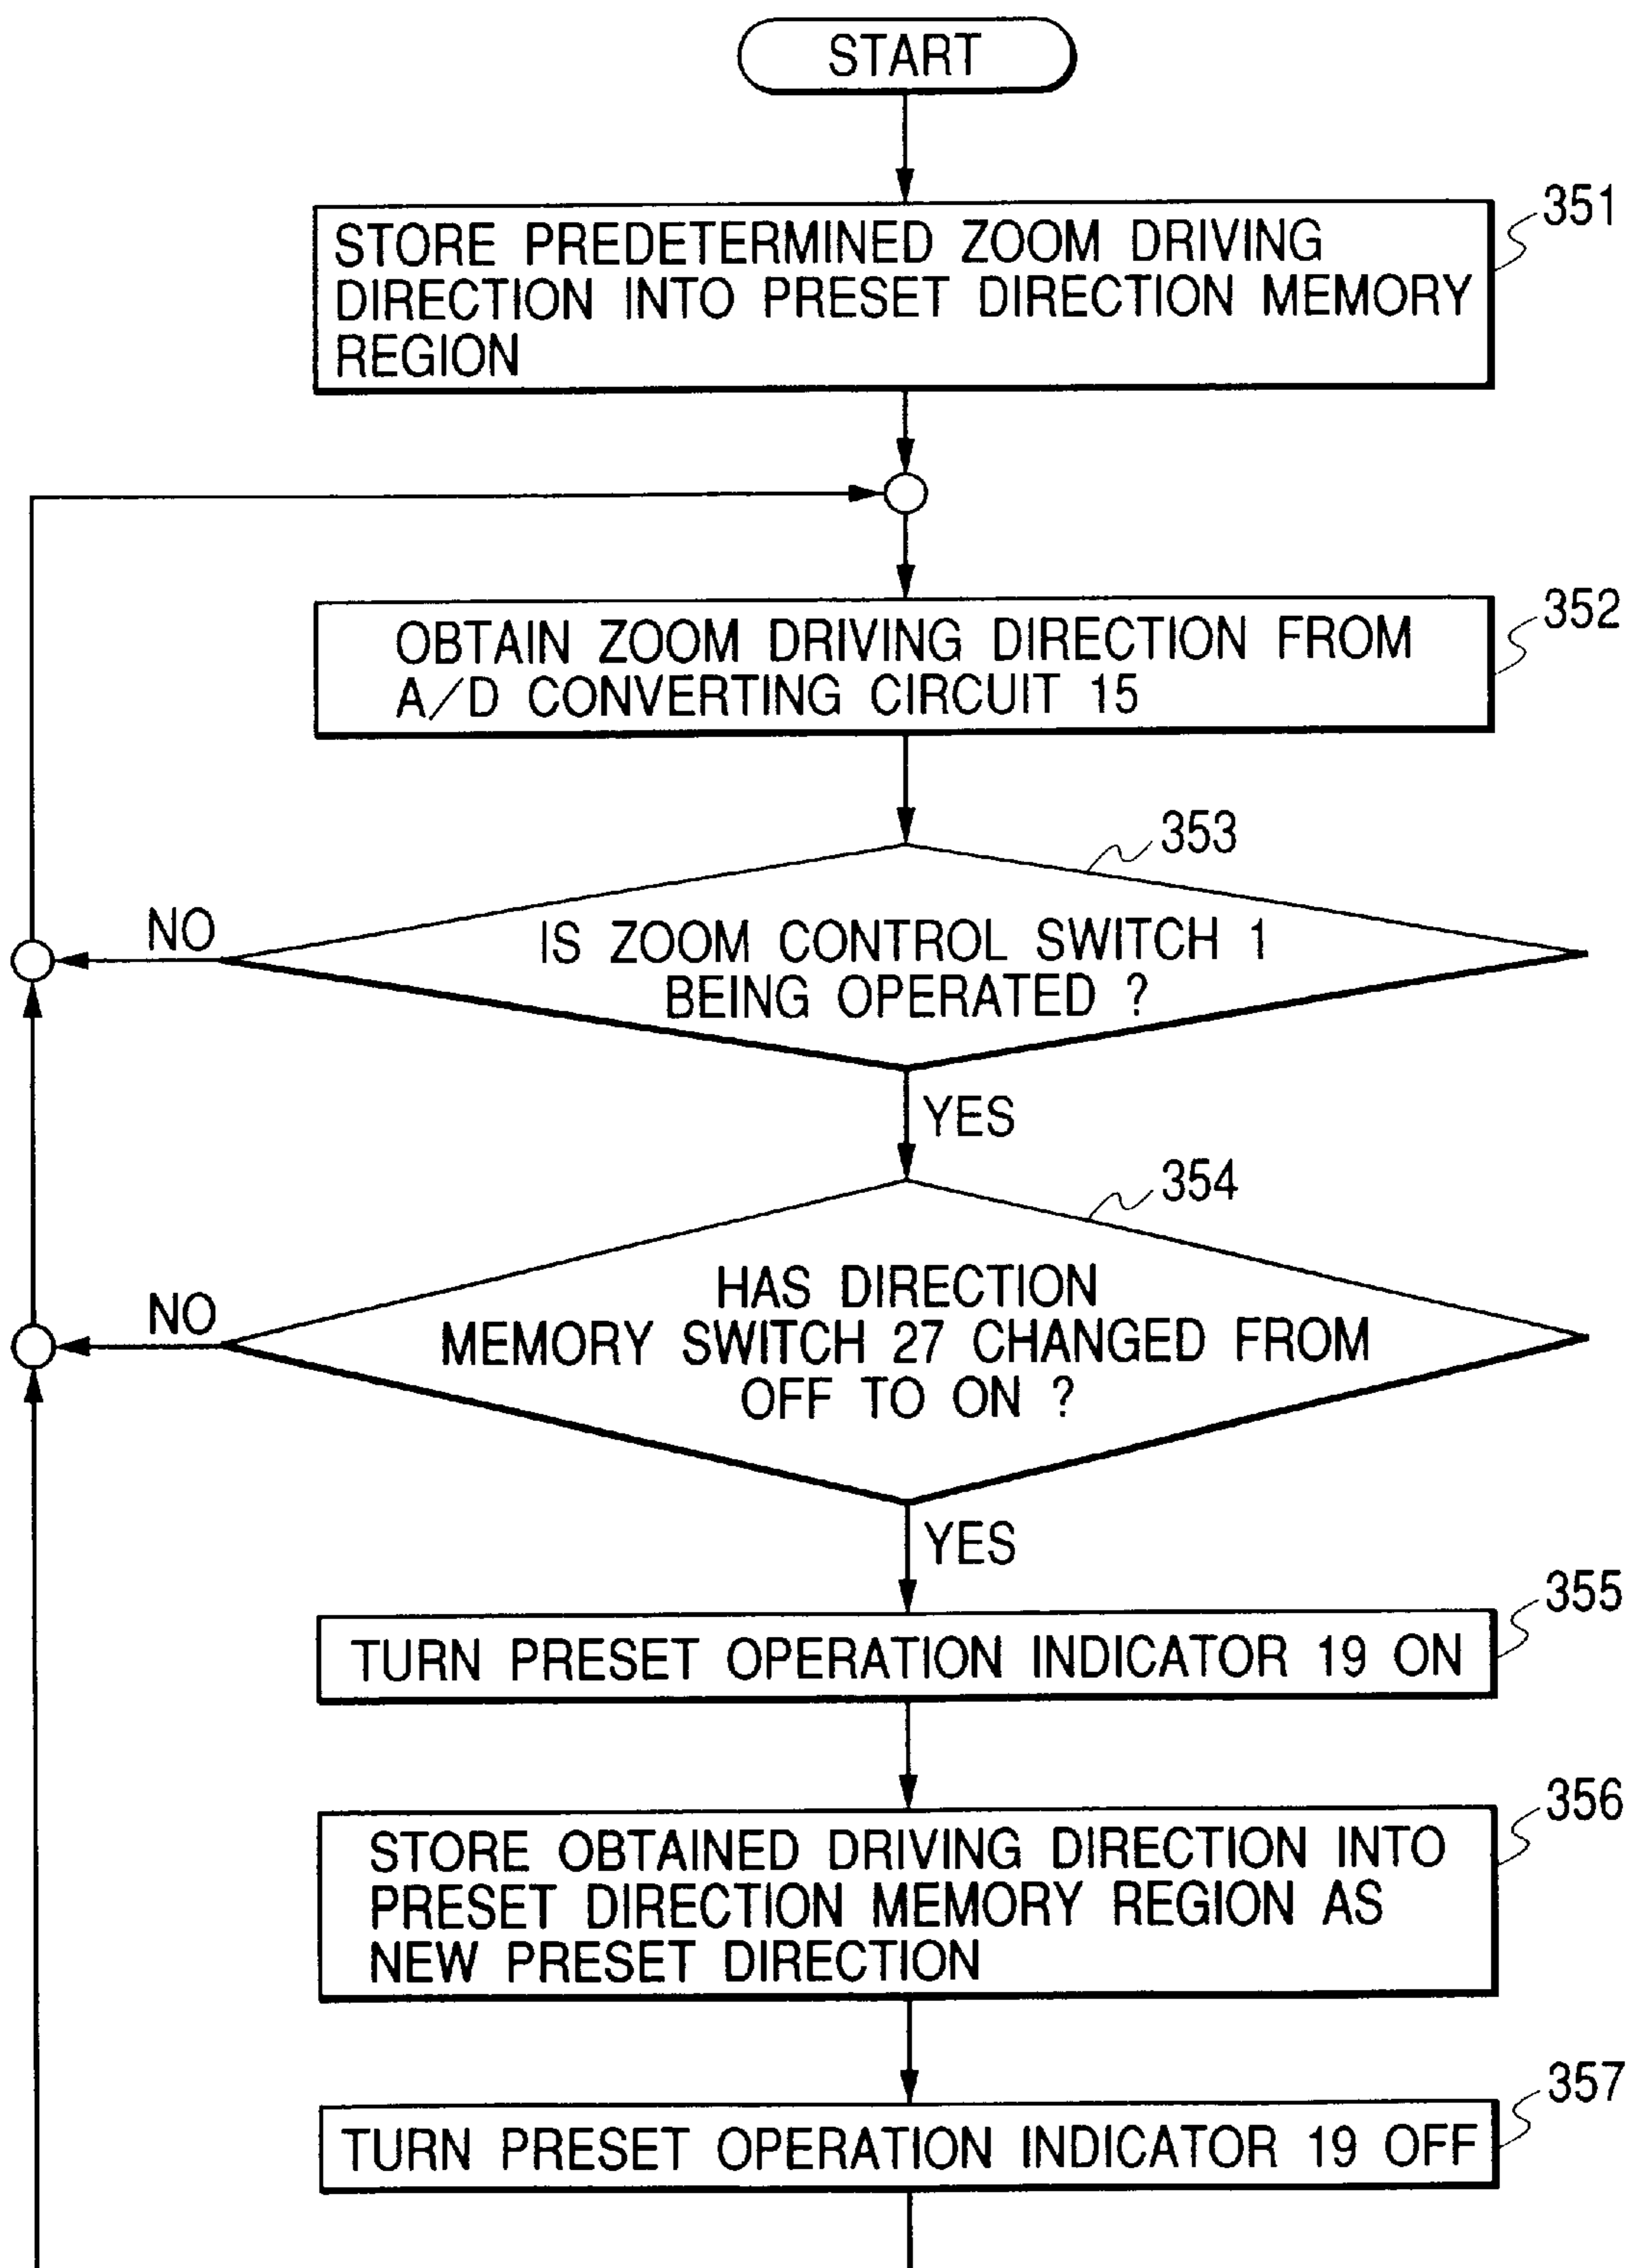 START
351
STORE PREDETERMINED ZOOM DRIVING
DIRECTION INTO PRESET DIRECTION MEMORY
REGION
352
OBTAIN ZOOM DRIVING DIRECTION FROM
A/D CONVERTING CIRCUIT 15
353
NO
IS ZOOM CONTROL SWITCH 1
BEING OPERATED ?
YES
354
HAS DIRECTION
NO
MEMORY SWITCH 27 CHANGED FROM
OFF TO ON ?
YES
355
TURN PRESET OPERATION INDICATOR 19 ON
356
STORE OBTAINED DRIVING DIRECTION INTO
PRESET DIRECTION MEMORY REGION AS
NEW PRESET DIRECTION
357
TURN PRESET OPERATION INDICATOR 19 OFF